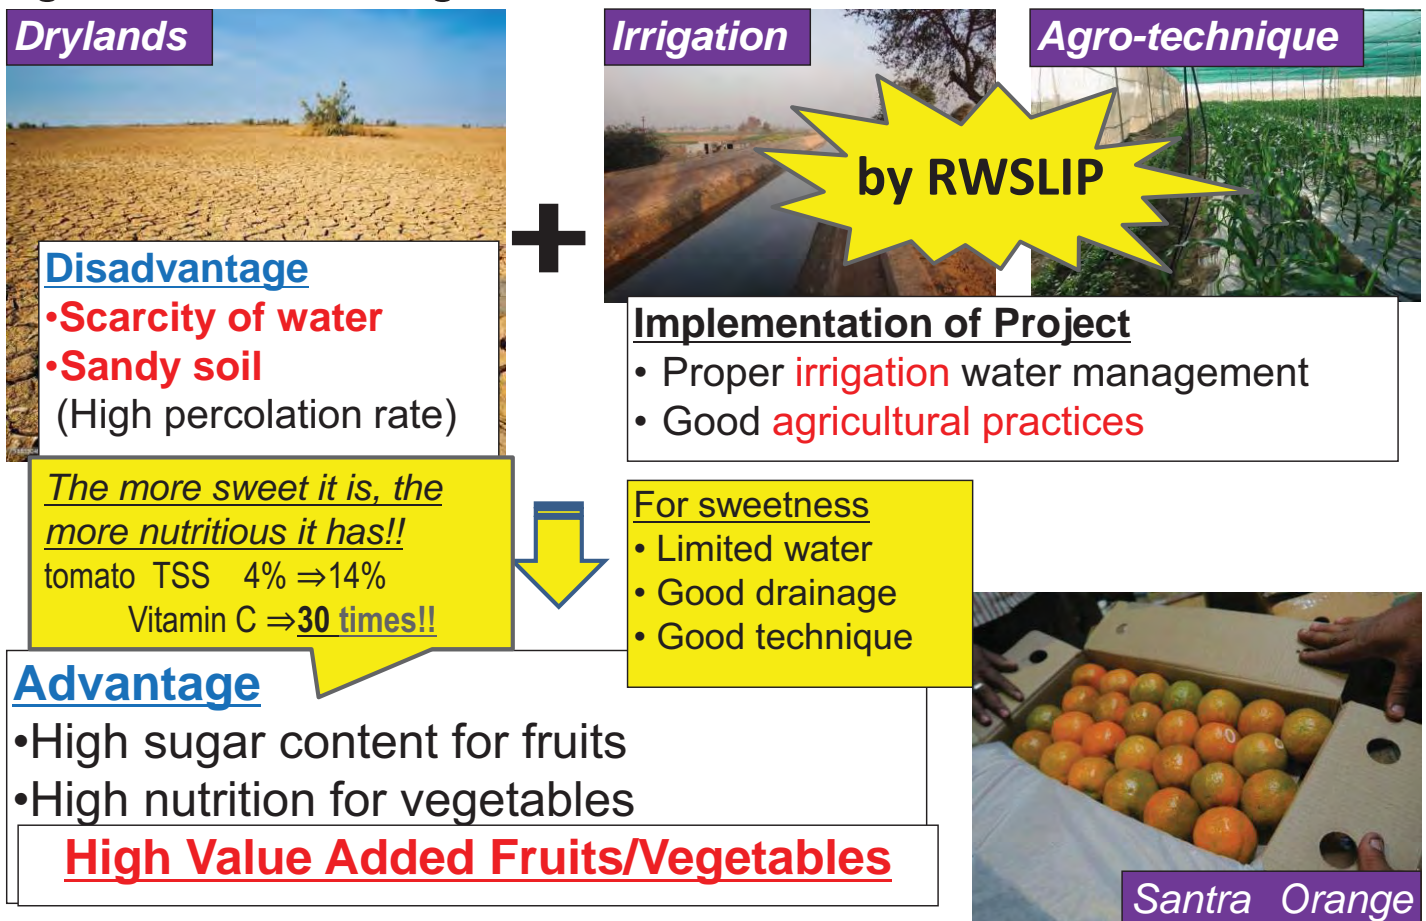 Drylands
Irrigation
Agro-technique
by RWSLIP
+
Disadvantage
•Scarcity of water
•Sandy soil
(High percolation rate)
Implementation of Project
• Proper irrigation water management
• Good agricultural practices
The more sweet it is, the
more nutritious it has!!
tomato TSS 4% ⇒14%
Vitamin C ⇒30 times!!
For sweetness
• Limited water
• Good drainage
• Good technique
Advantage
•High sugar content for fruits
•High nutrition for vegetables
High Value Added Fruits/Vegetables
Santra Orange